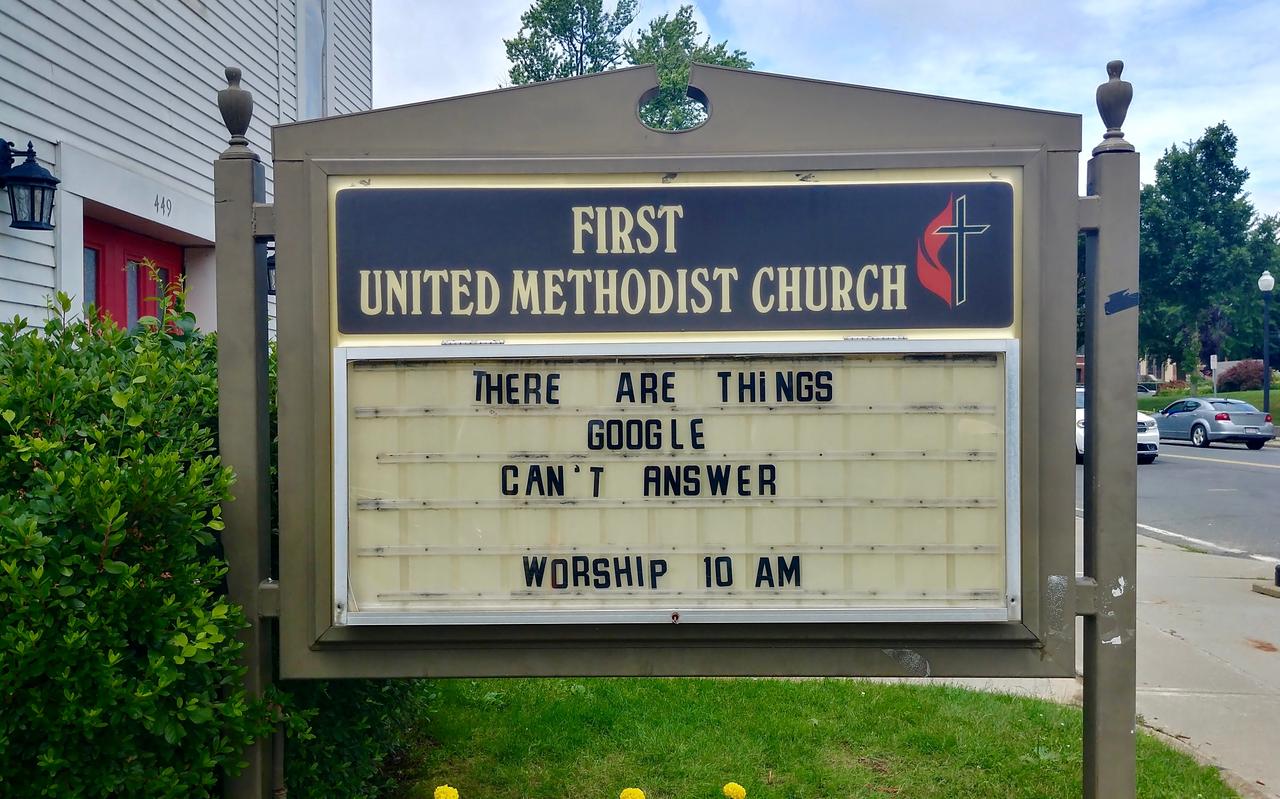 449
FIRST
UNITED METHODIST CHURCH
THERE ARE THiNGS
GOOGLE
CAN'T ANSWER
WORSHIP 10 AM